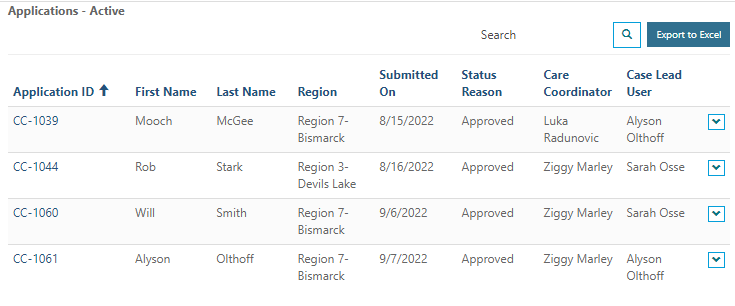 Applications - Active
Search Export to Excel
Application ID First Name Last Name Region Submitted On Status Reason Care Coordinator Case Lead User
CC-1039 Mooch McGee Region 7-Bismarck 8/15/2022 Approved Luka Radunovic Alyson Olthoff
CC-1044 Rob Stark Region 3-Devils Lake 8/16/2022 Approved Ziggy Marley Sarah Osse
CC-1060 Will Smith Region 7-Bismarck 9/6/2022 Approved Ziggy Marley Sarah Osse
CC-1061 Alyson Olthoff Region 7-Bismarck 9/7/2022 Approved Ziggy Marley Alyson Olthoff